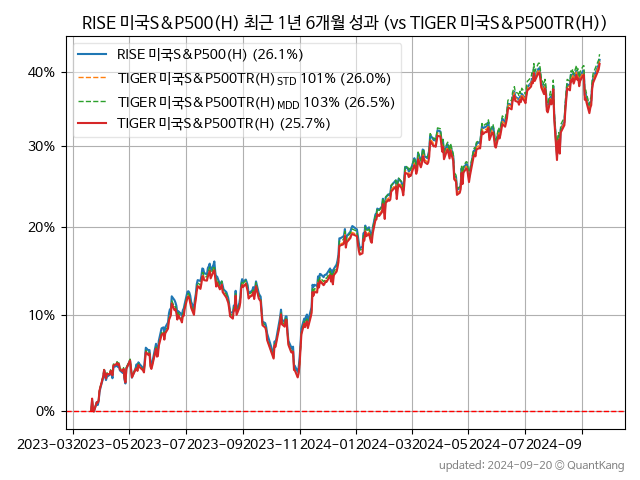 RISE 미국S&P500(H) 최근 1년 6개월 성과 (vs TIGER 미국S&P500TR(H))
RISE 미국S&P500(H) (26.1%)
TIGER 미국S&P500TR(H) STD 101% (26.0%)
TIGER 미국S&P500TR(H) MDD 103% (26.5%)
TIGER 미국S&P500TR(H) (25.7%)
40%
30%
20%
10%
0%
2023-03 2023-05 2023-07 2023-09 2023-11 2024-01 2024-03 2024-05 2024-07 2024-09
updated: 2024-09-20 © QuantKang